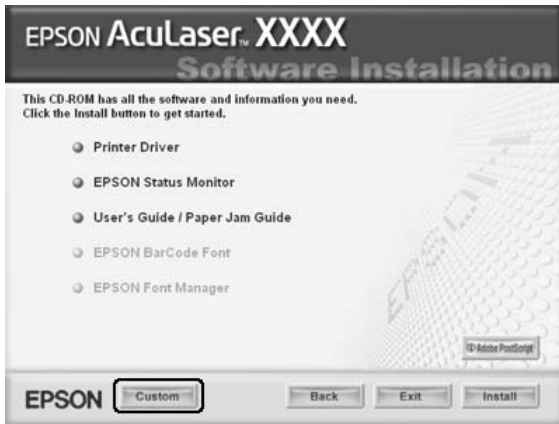 EPSON AcuLaser™ XXXX
Software Installation
This CD-ROM has all the software and information you need.
Click the Install button to get started.
Printer Driver
EPSON Status Monitor
User's Guide / Paper Jam Guide
EPSON BarCode Font
EPSON Font Manager
EPSON
Adobe PostScript
EPSON Custom Back Exit Install